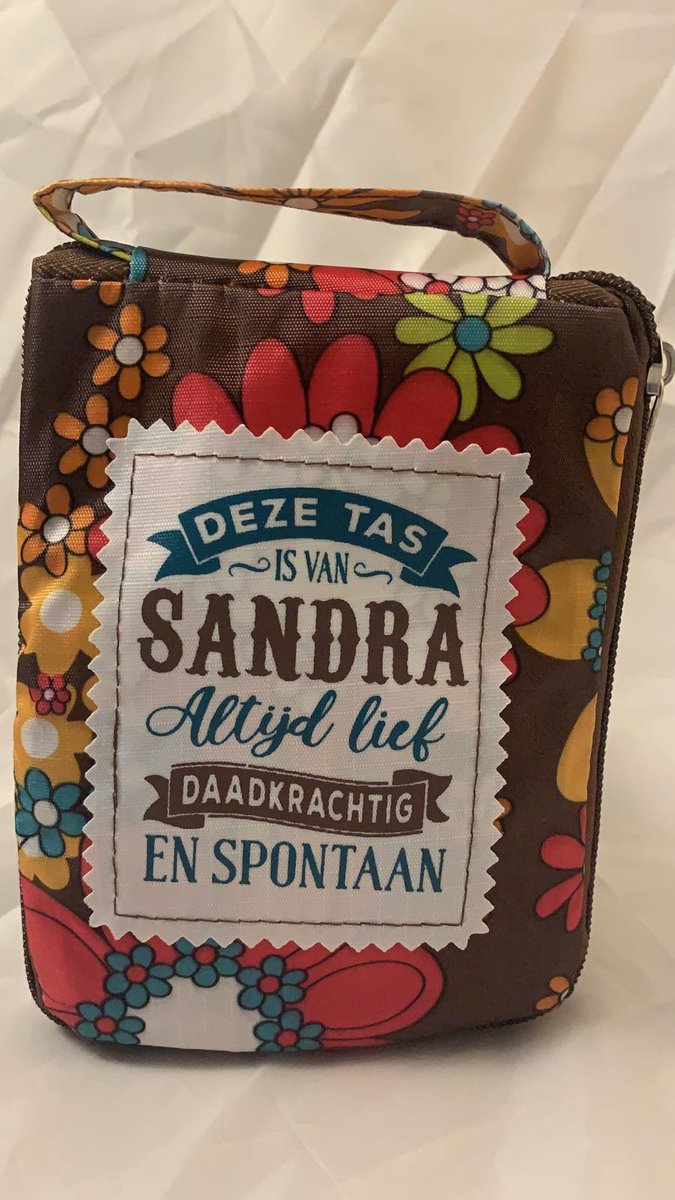 DEZE TAS
IS VAN
SANDRA
Altijd lief
DAADKRACHTIG
EN SPONTAAN